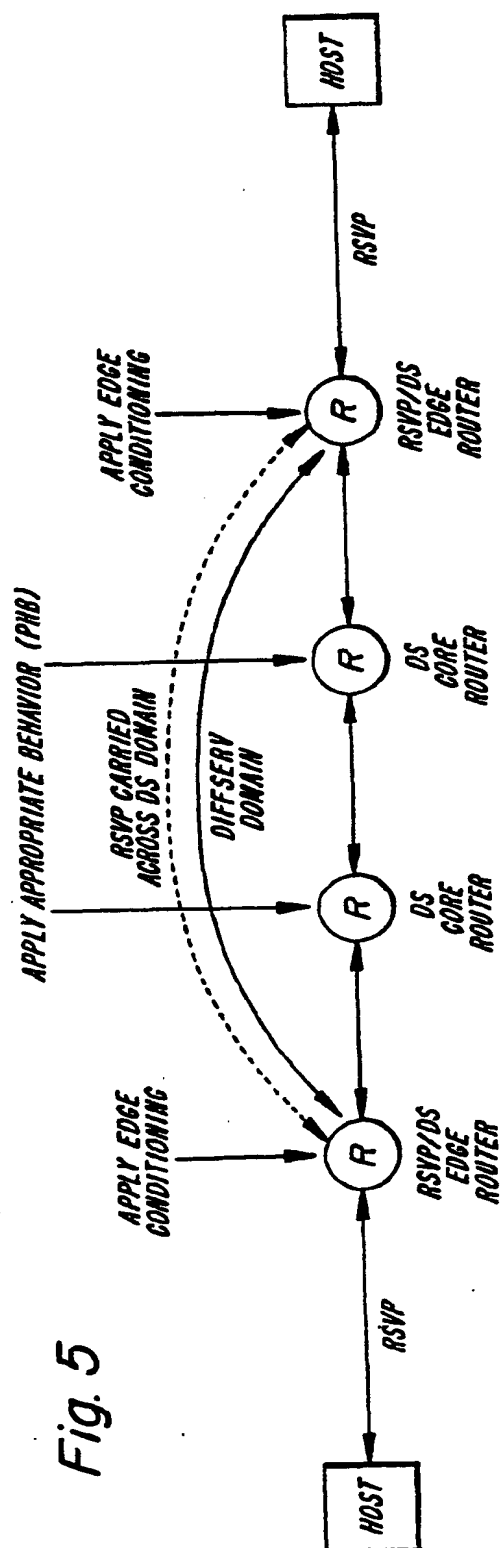 Fig. 5
APPLY APPROPRIATE BEHAVIOR (PHB)
APPLY EDGE
CONDITIONING
RSVP CARRIED
ACROSS DS DOMAIN
APPLY EDGE
CONDITIONING
DIFFSERV
DOMAIN
HOST
RSVP
R
R
R
R
RSVP
HOST
RSVP/DS
EDGE
ROUTER
DS
CORE
ROUTER
DS
CORE
ROUTER
RSVP/DS
EDGE
ROUTER